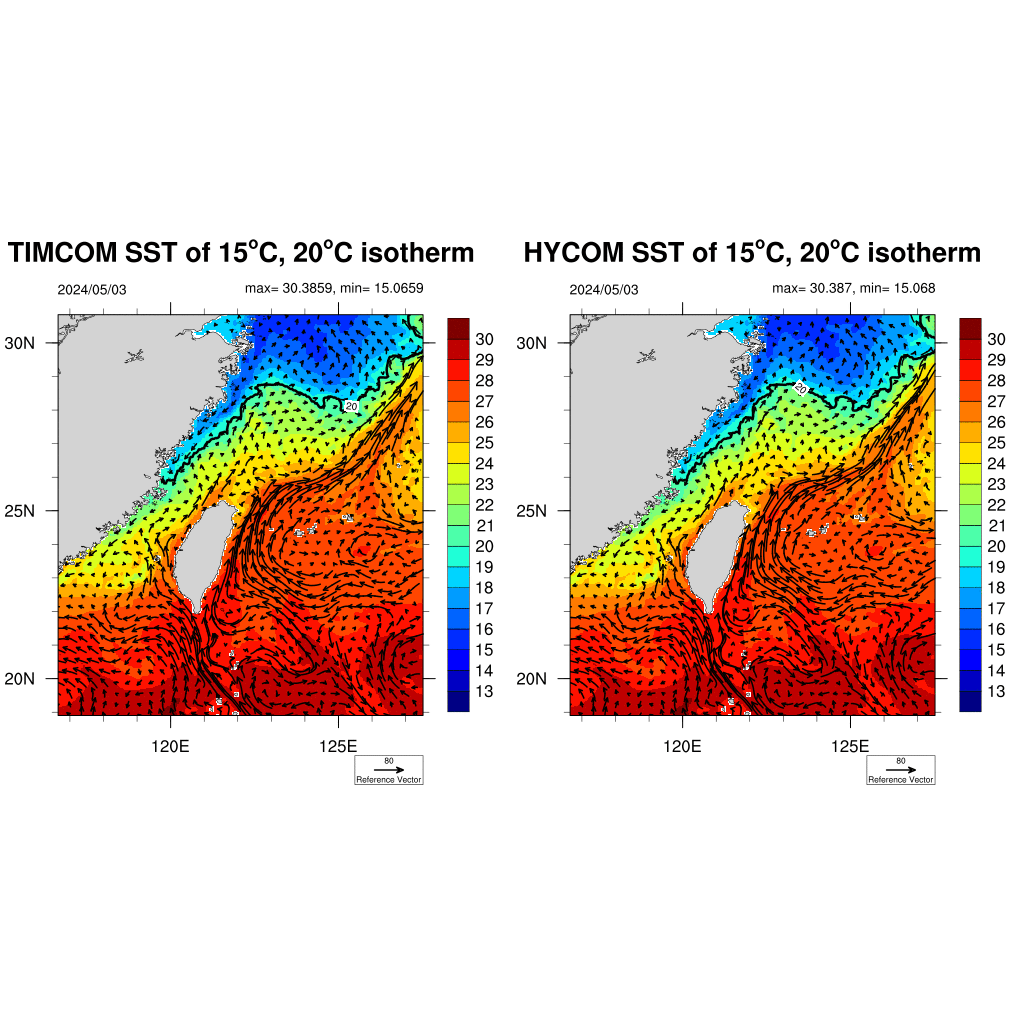 TIMCOM SST of 15°C, 20°C isotherm
2024/05/03 max= 30.3859, min= 15.0659
30N
25N
20N
120E 125E
20
30
29
28
27
26
25
24
23
22
21
20
19
18
17
16
15
14
13
80
Reference Vector
HYCOM SST of 15°C, 20°C isotherm
2024/05/03 max= 30.387, min= 15.068
30N
25N
20N
120E 125E
20
30
29
28
27
26
25
24
23
22
21
20
19
18
17
16
15
14
13
80
Reference Vector